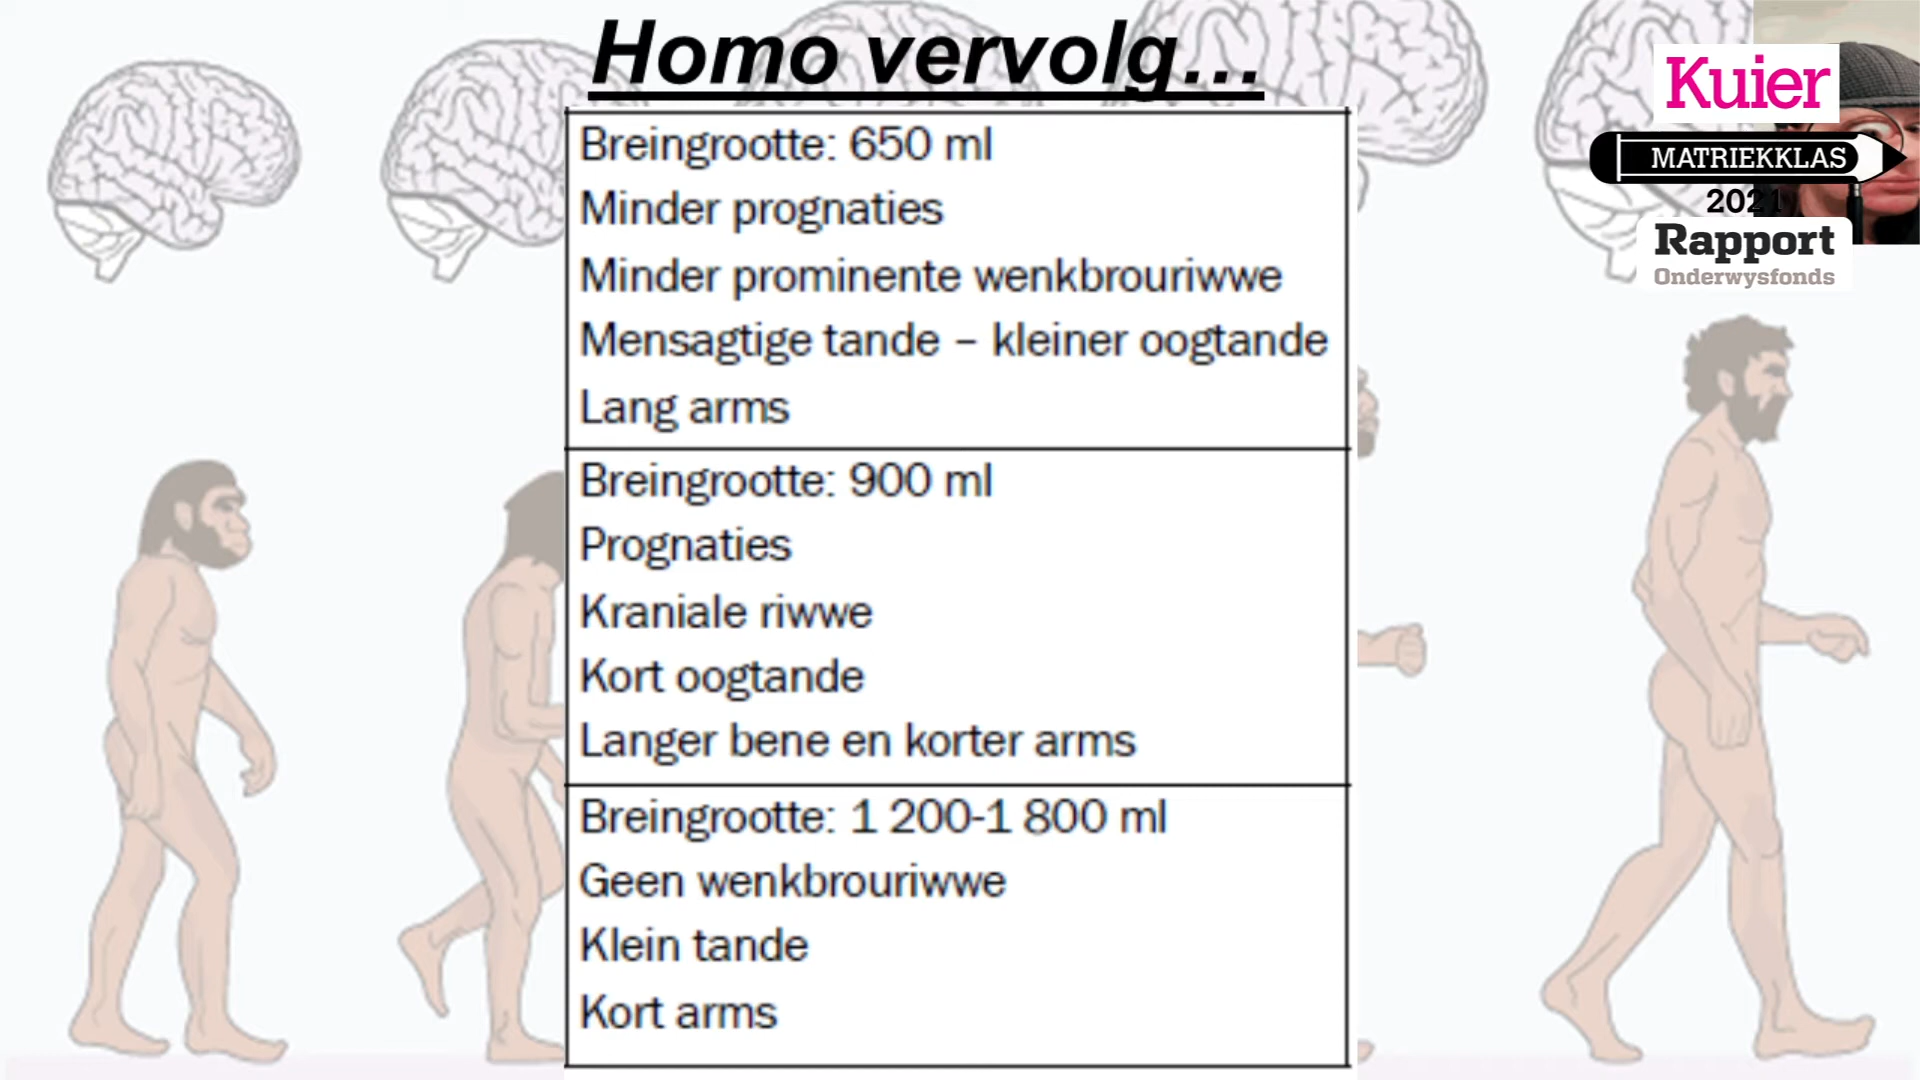 Homo vervolg...
Kuier
MATRIEKKLAS
2021
Rapport
Onderwysfonds
Breingrootte: 650 ml
Minder prognaties
Minder prominente wenkbrouriwwe
Mensagtige tande – kleiner oogtande
Lang arms
Breingrootte: 900 ml
Prognaties
Kraniale riwwe
Kort oogtande
Langer bene en korter arms
Breingrootte: 1 200-1 800 ml
Geen wenkbrouriwwe
Klein tande
Kort arms